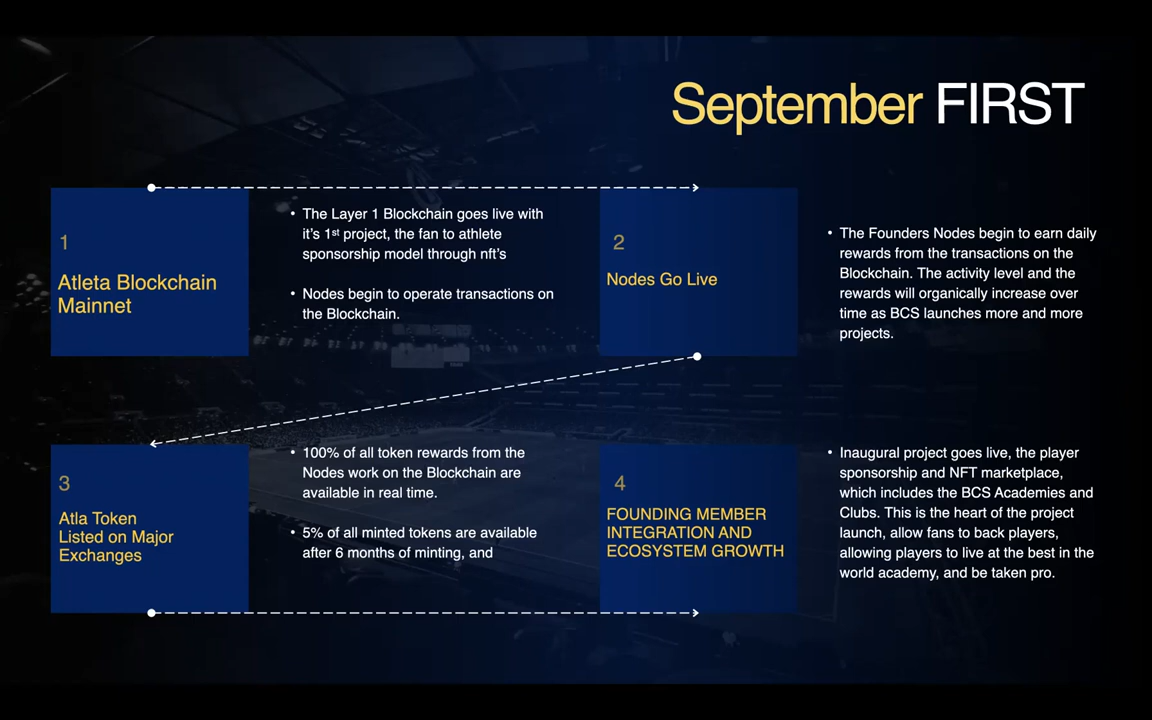 September FIRST
1
Atleta Blockchain
Mainnet
• The Layer 1 Blockchain goes live with
it’s 1st project, the fan to athlete
sponsorship model through nft’s
• Nodes begin to operate transactions on
the Blockchain.
2
Nodes Go Live
• The Founders Nodes begin to earn daily
rewards from the transactions on the
Blockchain. The activity level and the
rewards will organically increase over
time as BCS launches more and more
projects.
3
Atla Token
Listed on Major
Exchanges
• 100% of all token rewards from the
Nodes work on the Blockchain are
available in real time.
• 5% of all minted tokens are available
after 6 months of minting, and
4
FOUNDING MEMBER
INTEGRATION AND
ECOSYSTEM GROWTH
• Inaugural project goes live, the player
sponsorship and NFT marketplace,
which includes the BCS Academies and
Clubs. This is the heart of the project
launch, allow fans to back players,
allowing players to live at the best in the
world academy, and be taken pro.